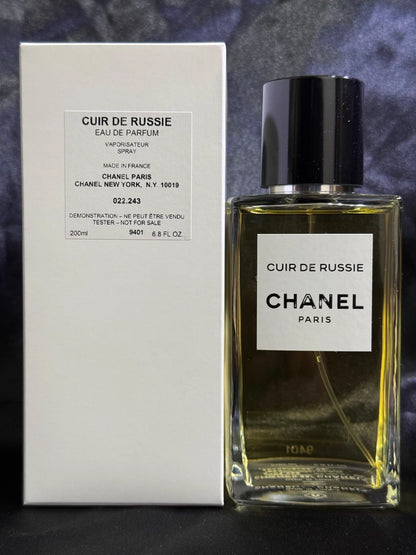 CUIR DE RUSSIE
EAU DE PARFUM
VAPORISATEUR
SPRAY
MADE IN FRANCE
CHANEL PARIS
CHANEL NEW YORK, N.Y. 10019
022.243
DEMONSTRATION – NE PEUT ÊTRE VENDU
TESTER – NOT FOR SALE
200ml 9401 6.8 FL OZ
CUIR DE RUSSIE
CHANEL
PARIS
9401